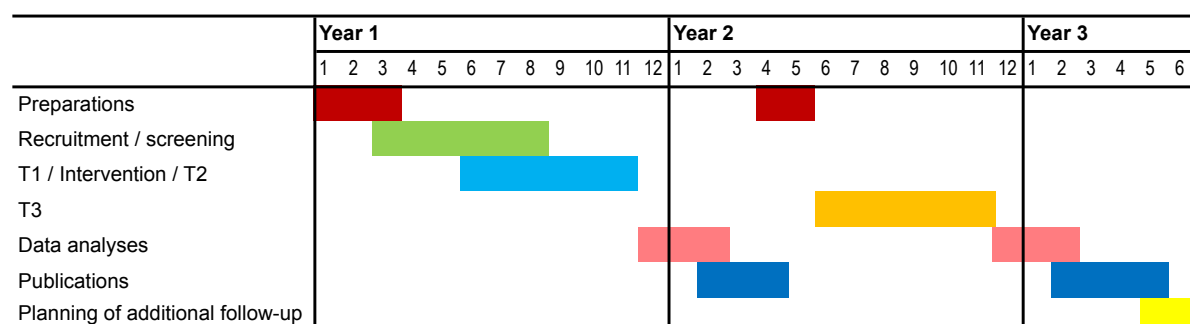 Year 1 Year 2 Year 3
1 2 3 4 5 6 7 8 9 10 11 12 1 2 3 4 5 6 7 8 9 10 11 12 1 2 3 4 5 6
Preparations
Recruitment / screening
T1 / Intervention / T2
T3
Data analyses
Publications
Planning of additional follow-up